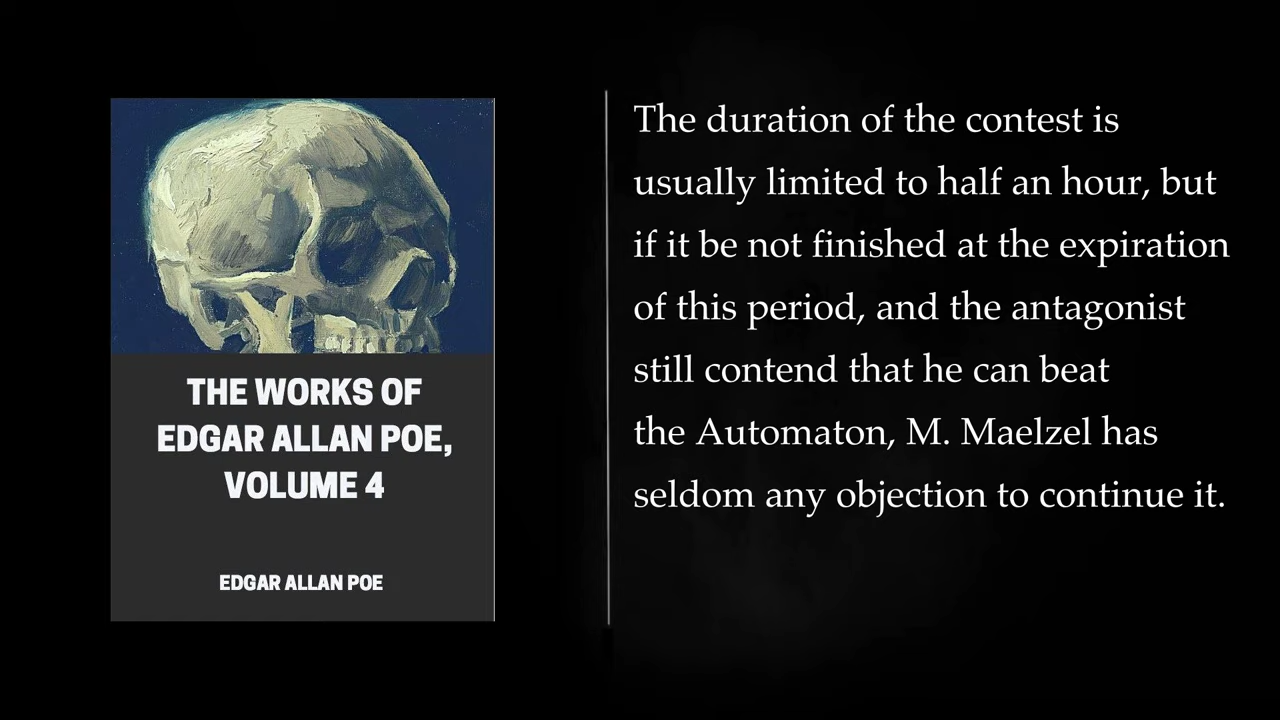 THE WORKS OF
EDGAR ALLAN POE,
VOLUME 4
EDGAR ALLAN POE
The duration of the contest is
usually limited to half an hour, but
if it be not finished at the expiration
of this period, and the antagonist
still contend that he can beat
the Automaton, M. Maelzel has
seldom any objection to continue it.